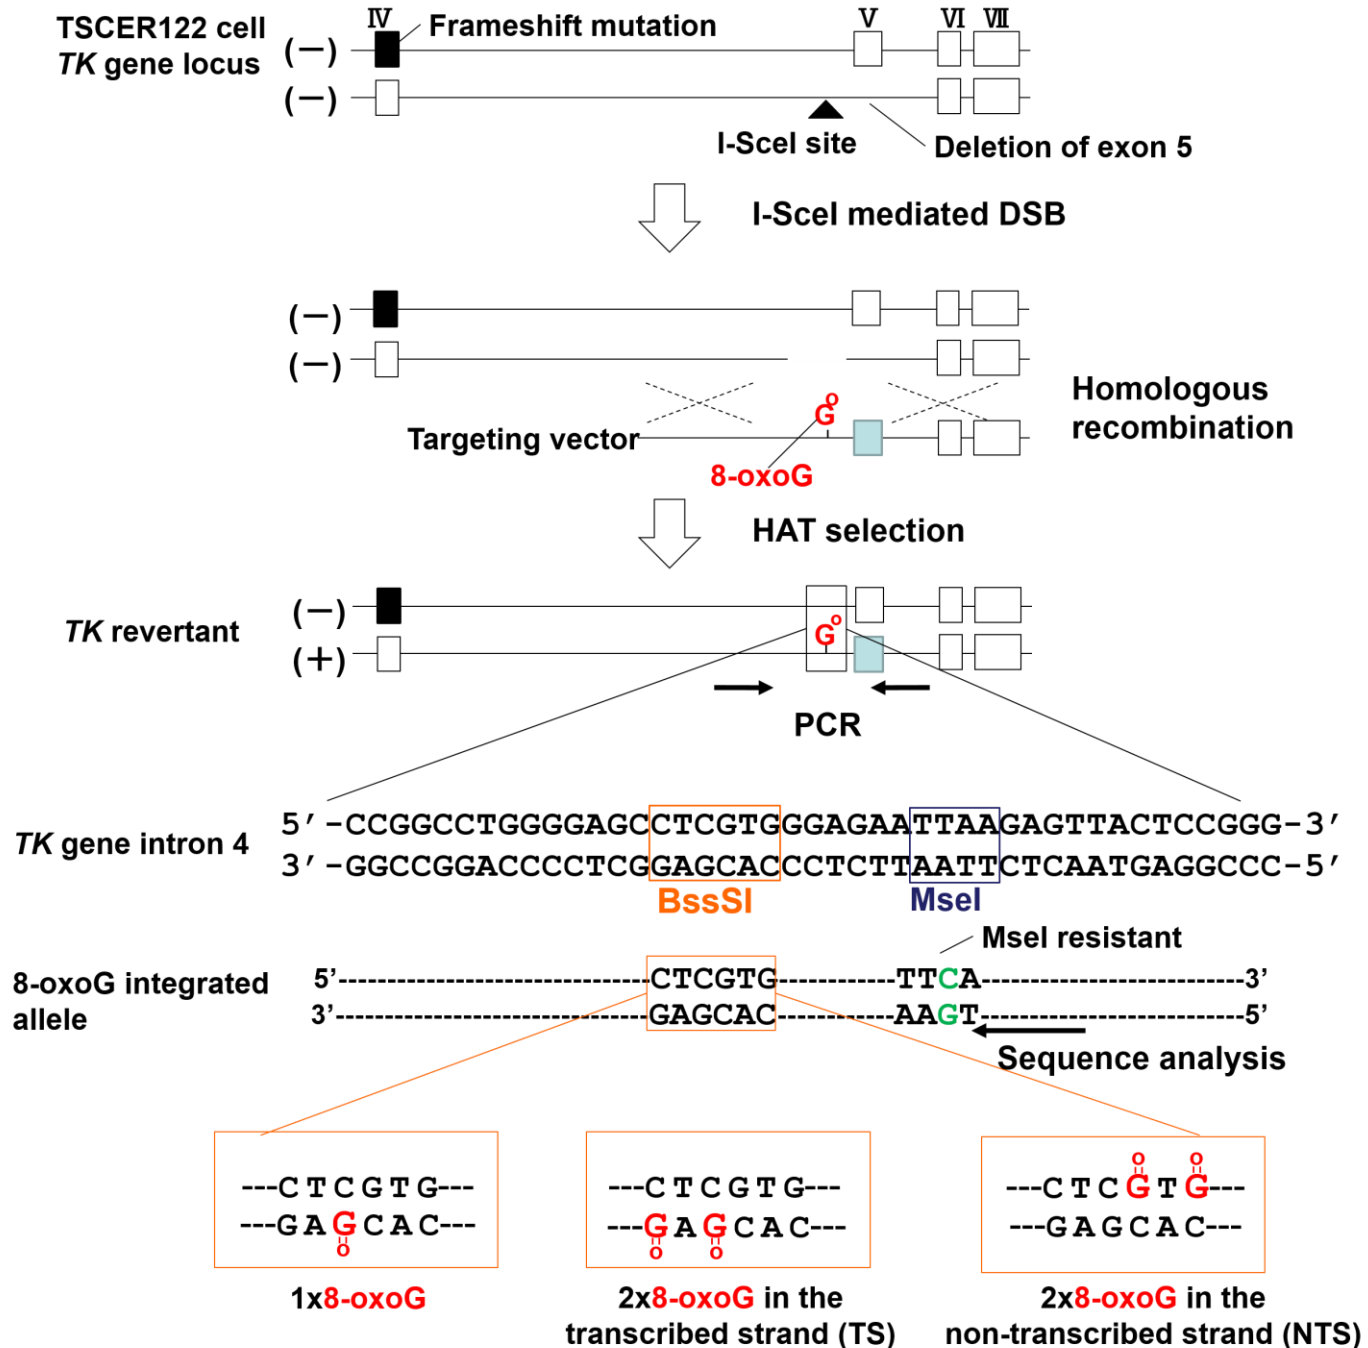 TSCER122 cell
TK gene locus
IV
Frameshift mutation
V
VI
VII
(−)
(−)
I-SceI site
Deletion of exon 5
I-SceI mediated DSB
(−)
(−)
Homologous
recombination
Go
Targeting vector
8-oxoG
HAT selection
TK revertant
(−)
(+)
Go
PCR
TK gene intron 4
5′-CCGGCCTGGGGAGCCTCGTGGGAGAATTAAGAGTTACTCCGGG-3′
3′-GGCCGGACCCCTCGGAGCACCCTCTTAATTCTCAATGAGGCCC-5′
BssSI
MseI
MseI resistant
8-oxoG integrated
allele
5’------------------------CTCGTG---------TTCA--------------------3’
3’------------------------GAGCAC---------AAGT--------------------5’
Sequence analysis
---CTCGTG---
---GAGCAC---
o
1x8-oxoG
---CTCGTG---
---GAGCAC---
o o
2x8-oxoG in the
transcribed strand (TS)
o o
---CTCGTG---
---GAGCAC---
2x8-oxoG in the
non-transcribed strand (NTS)